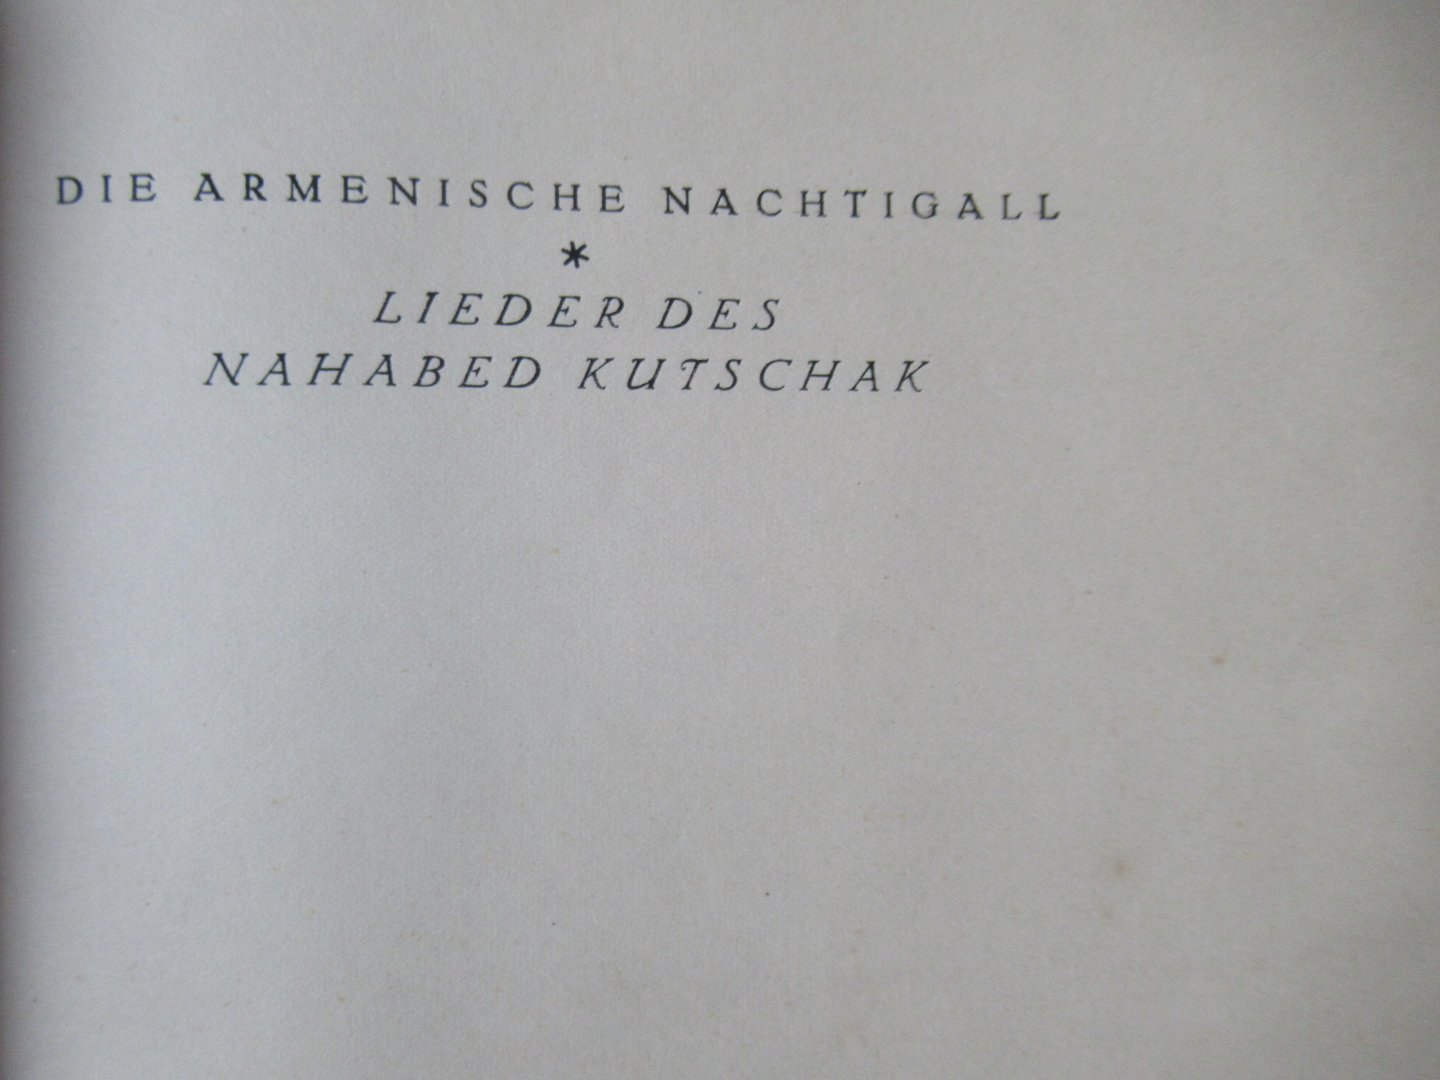 DIE ARMENISCHE NACHTIGALL
*
LIEDER DES
NAHABED KUTSCHAK